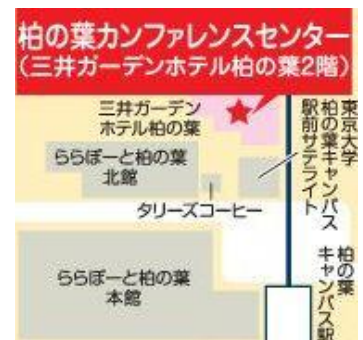 柏の葉カンファレンスセンター
(三井ガーデンホテル柏の葉2階)
三井ガーデン
ホテル柏の葉
東京大学
柏の葉キャンパス
駅前サテライト
ららぽーと柏の葉
北館
タリーズコーヒー
柏の葉
キャンパス駅
ららぽーと柏の葉
本館